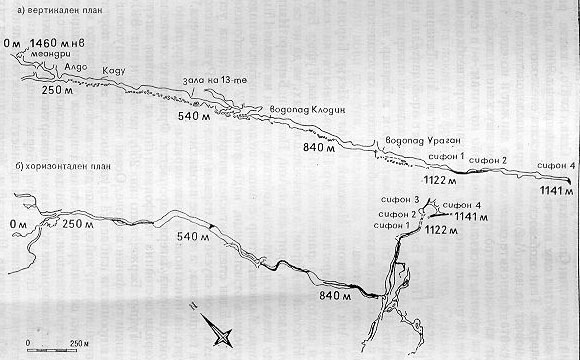 а) вертикален план
0 м 1460 м.нв
меандри
Алдо
Каду
250 м
зала на 13-те
540 м
водопад Клодин
840 м
водопад Ураган
сифон 1
сифон 2
сифон 4
1122 м
1141 м
б) хоризонтален план
0 м
250 м
540 м
840 м
сифон 3
сифон 4
сифон 2
1141 м
сифон 1
1122 м
N
0 250 м